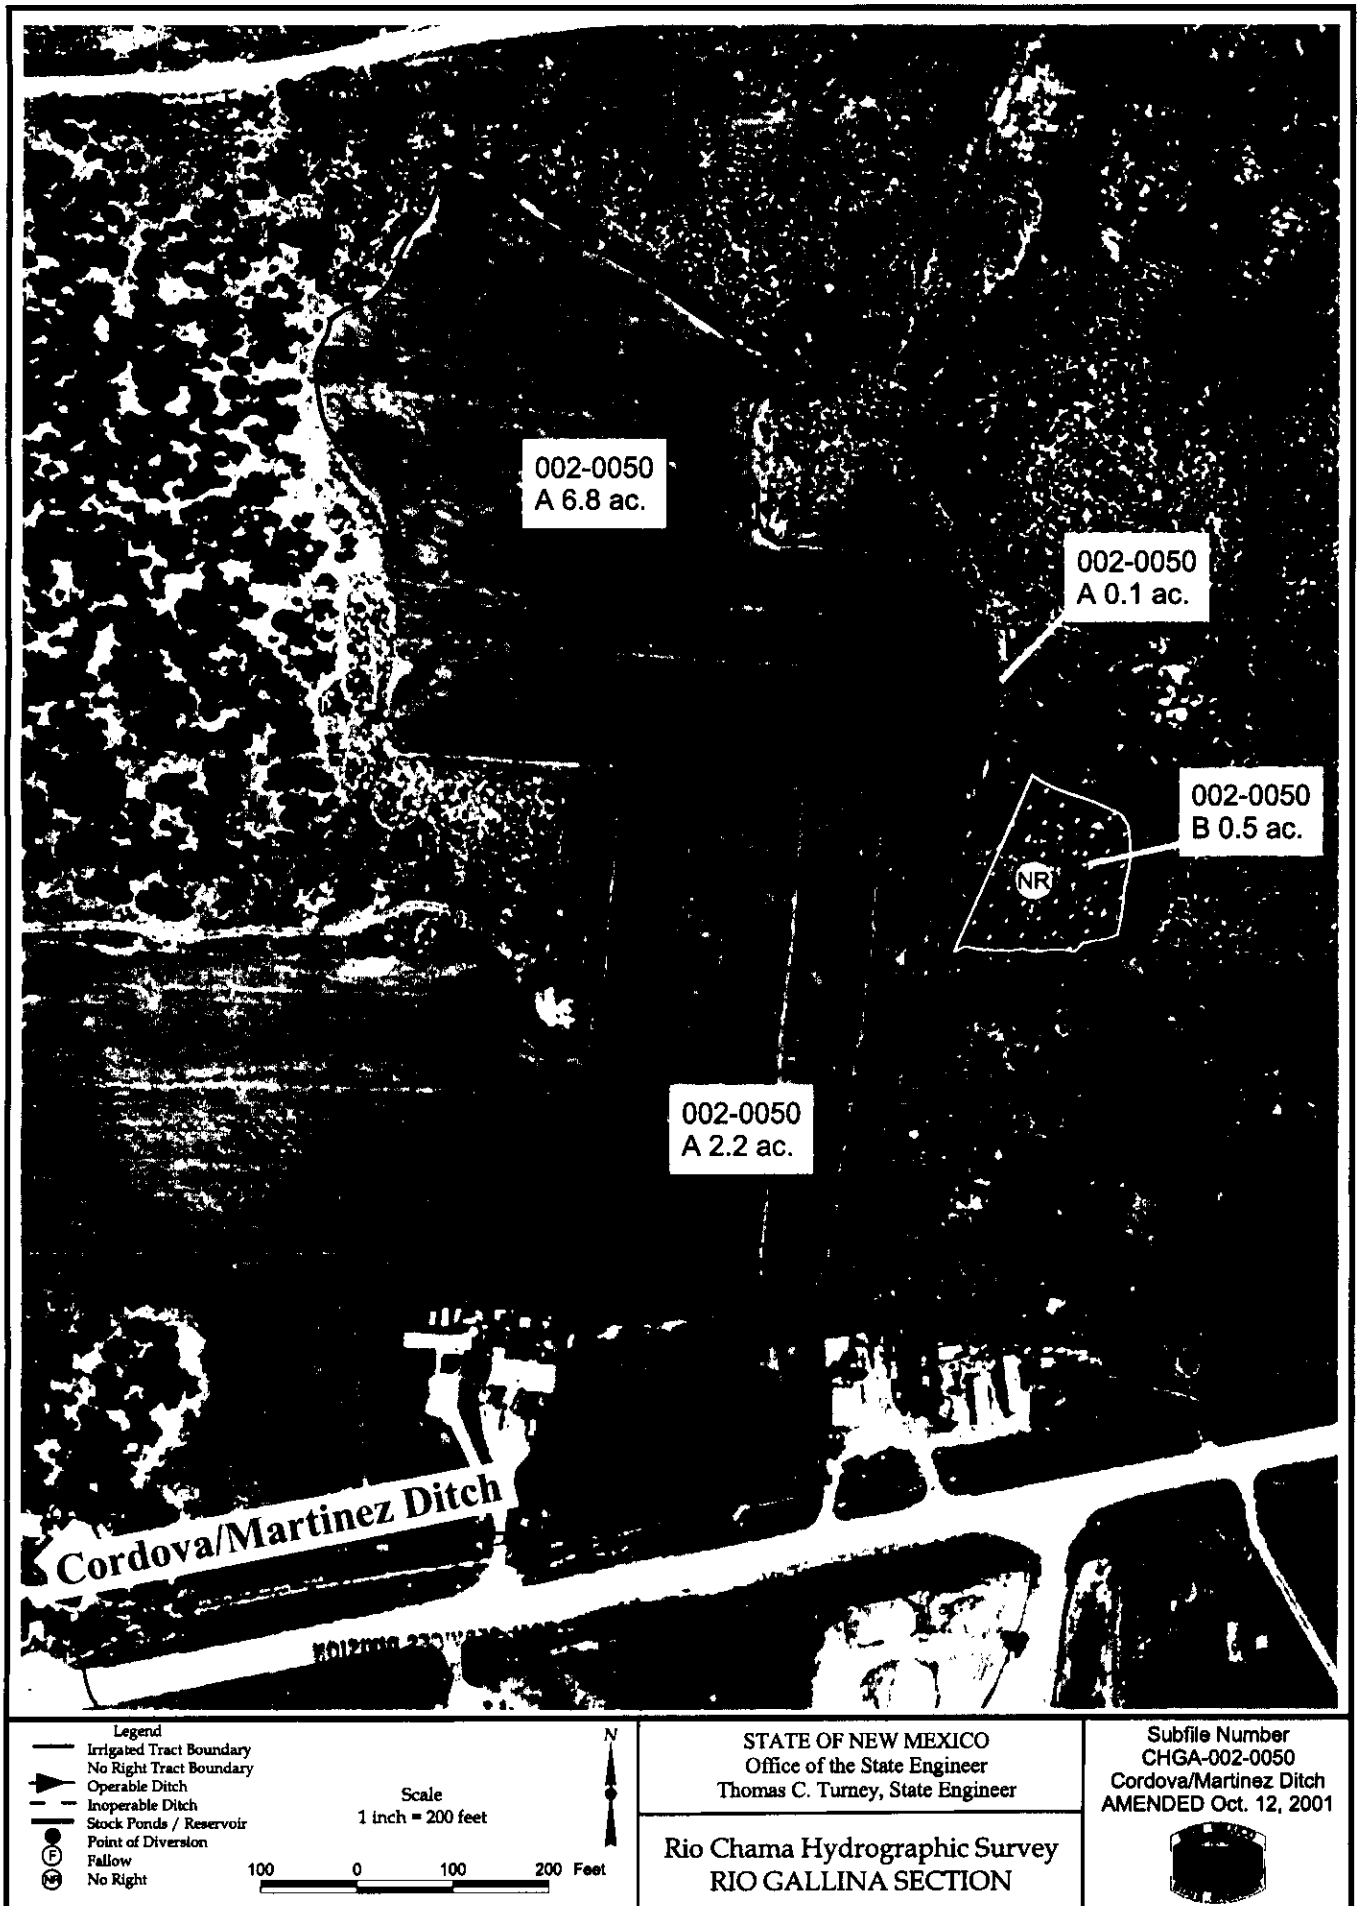 002-0050
A 6.8 ac.
002-0050
A 0.1 ac.
002-0050
B 0.5 ac.
NR
002-0050
A 2.2 ac.
Cordova/Martinez Ditch
Legend
Irrigated Tract Boundary
No Right Tract Boundary
Operable Ditch
Inoperable Ditch
Stock Ponds / Reservoir
Point of Diversion
F Fallow
NR No Right
Scale
1 inch = 200 feet
100 0 100 200 Feet
N
STATE OF NEW MEXICO
Office of the State Engineer
Thomas C. Turney, State Engineer
Rio Chama Hydrographic Survey
RIO GALLINA SECTION
Subfile Number
CHGA-002-0050
Cordova/Martinez Ditch
AMENDED Oct. 12, 2001